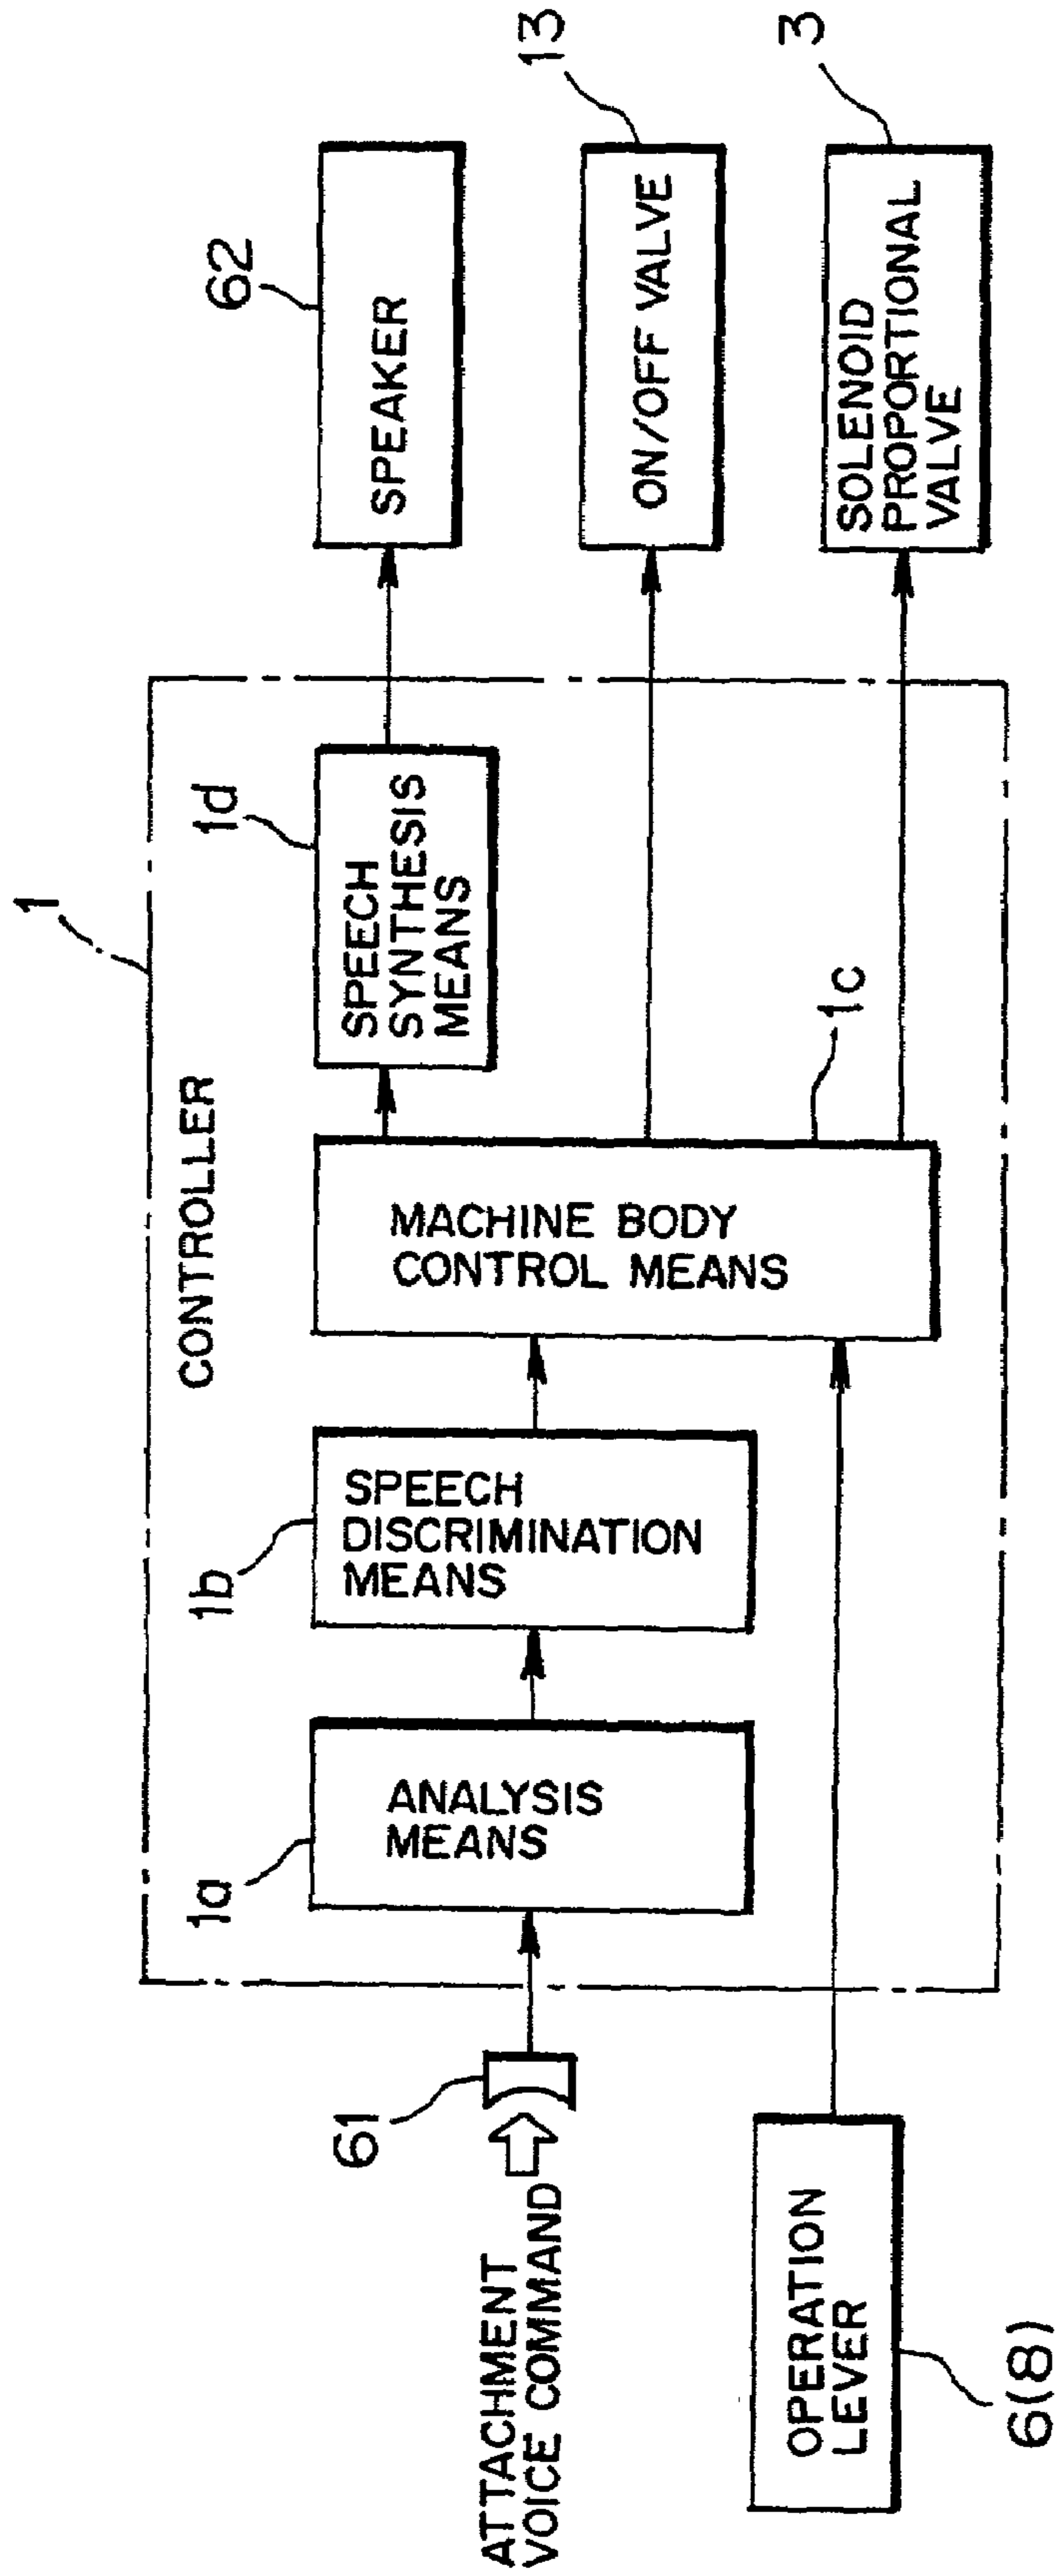 1
CONTROLLER
ATTACHMENT
VOICE COMMAND
61
1a
ANALYSIS
MEANS
1b
SPEECH
DISCRIMINATION
MEANS
MACHINE BODY
CONTROL MEANS
1c
1d
SPEECH
SYNTHESIS
MEANS
62
SPEAKER
13
ON/OFF VALVE
3
SOLENOID
PROPORTIONAL
VALVE
OPERATION
LEVER
6(8)